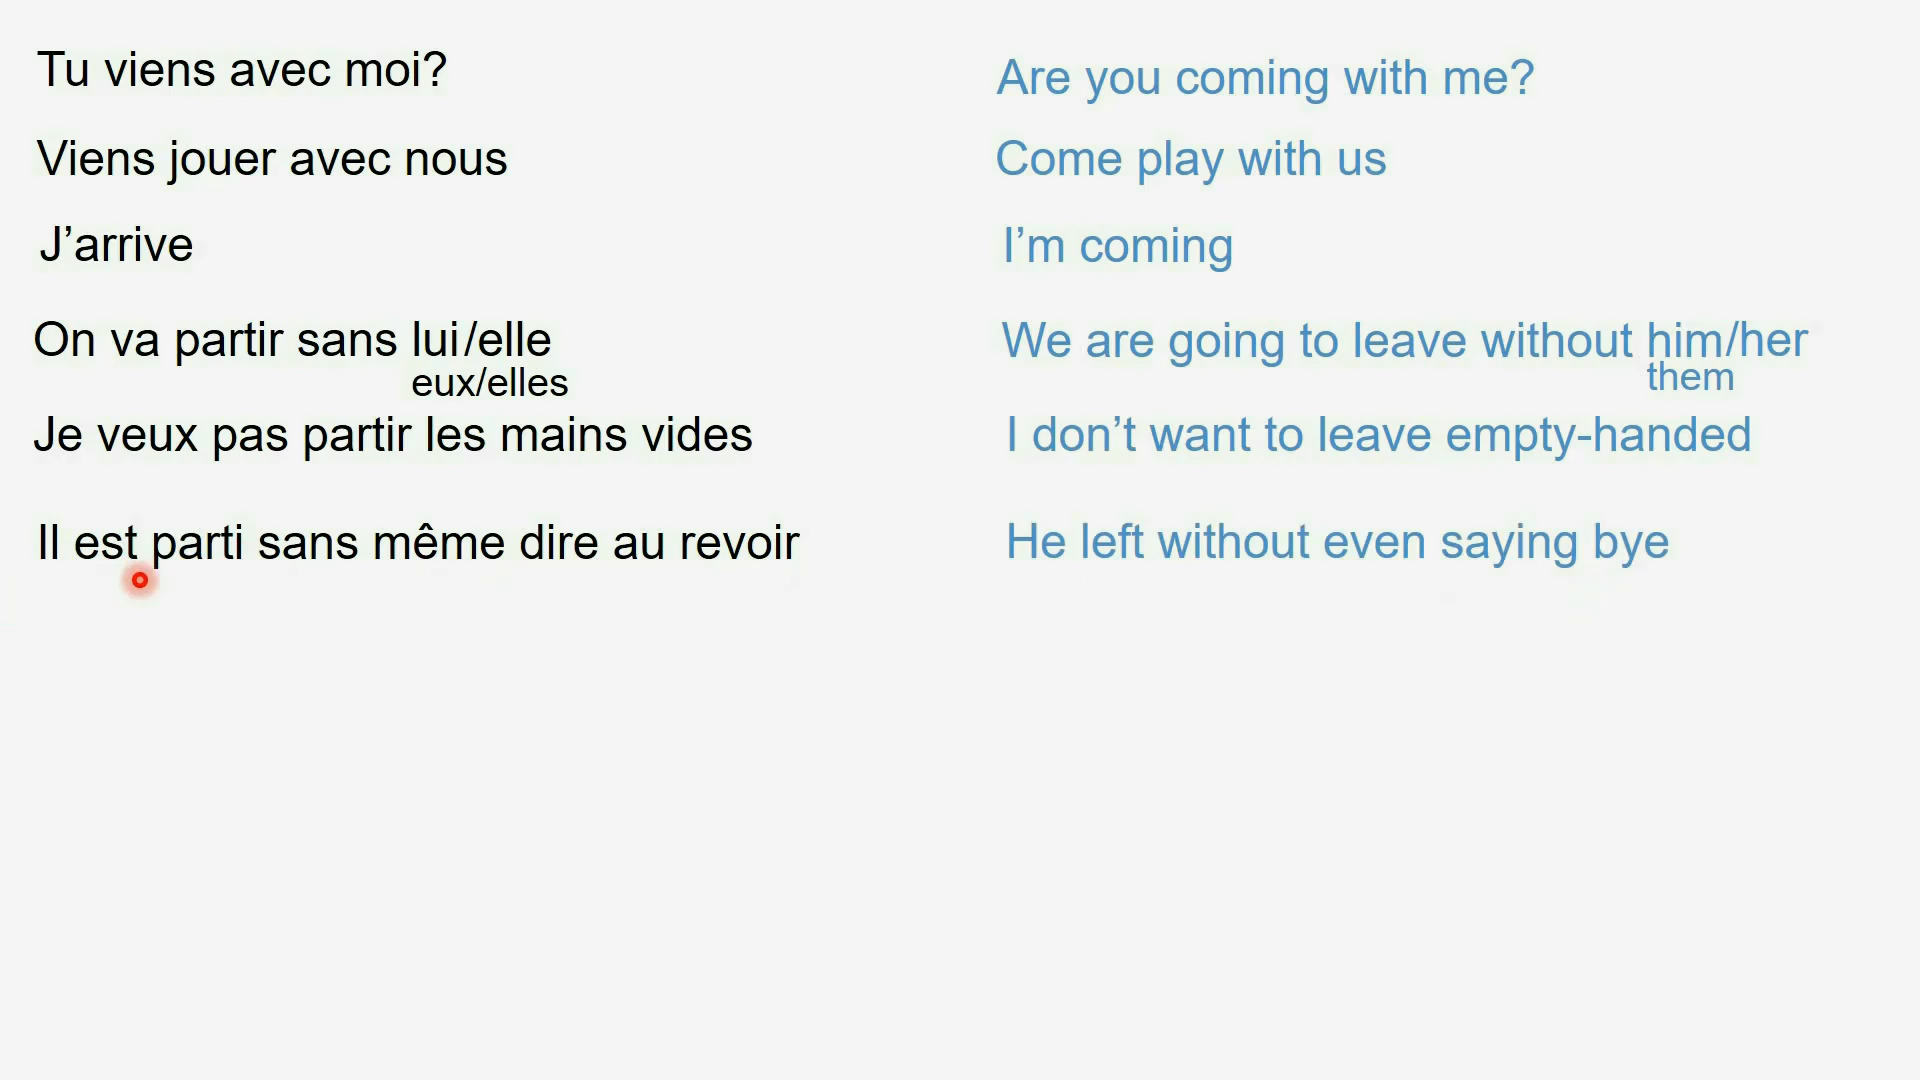 Tu viens avec moi?
Are you coming with me?
Viens jouer avec nous
Come play with us
J’arrive
I’m coming
On va partir sans lui/elle
eux/elles
We are going to leave without him/her
them
Je veux pas partir les mains vides
I don’t want to leave empty-handed
Il est parti sans même dire au revoir
He left without even saying bye